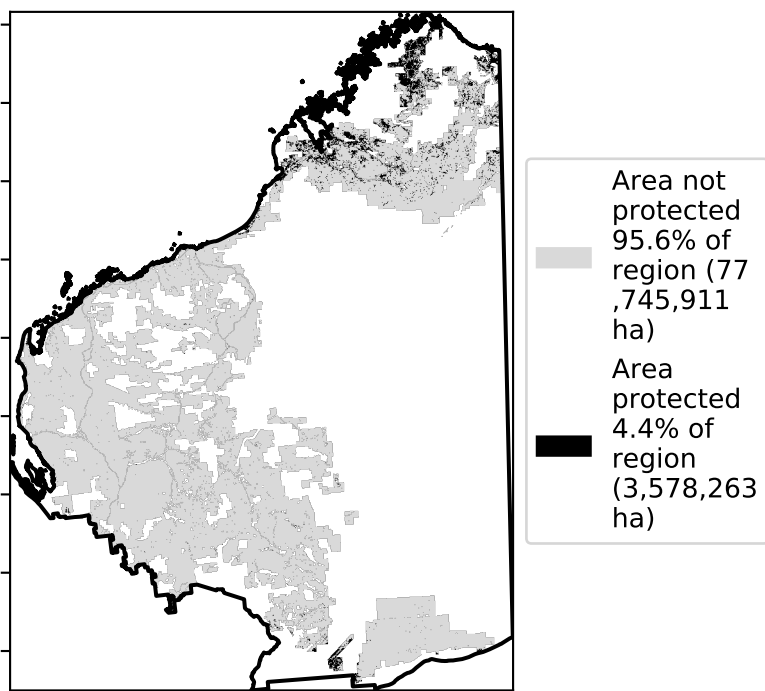 Area not
protected
95.6% of
region (77
,745,911
ha)
Area
protected
4.4% of
region
(3,578,263
ha)